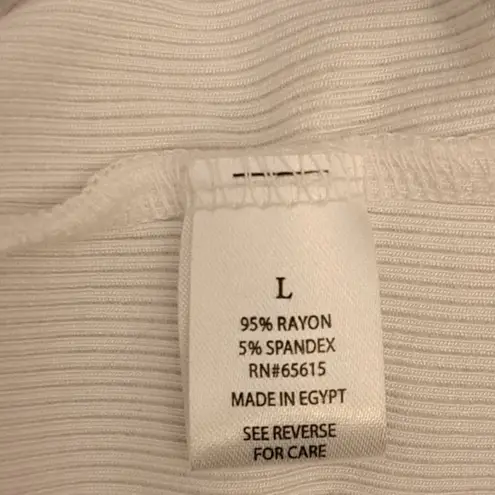 L
95% RAYON
5% SPANDEX
RN#65615
MADE IN EGYPT
SEE REVERSE
FOR CARE